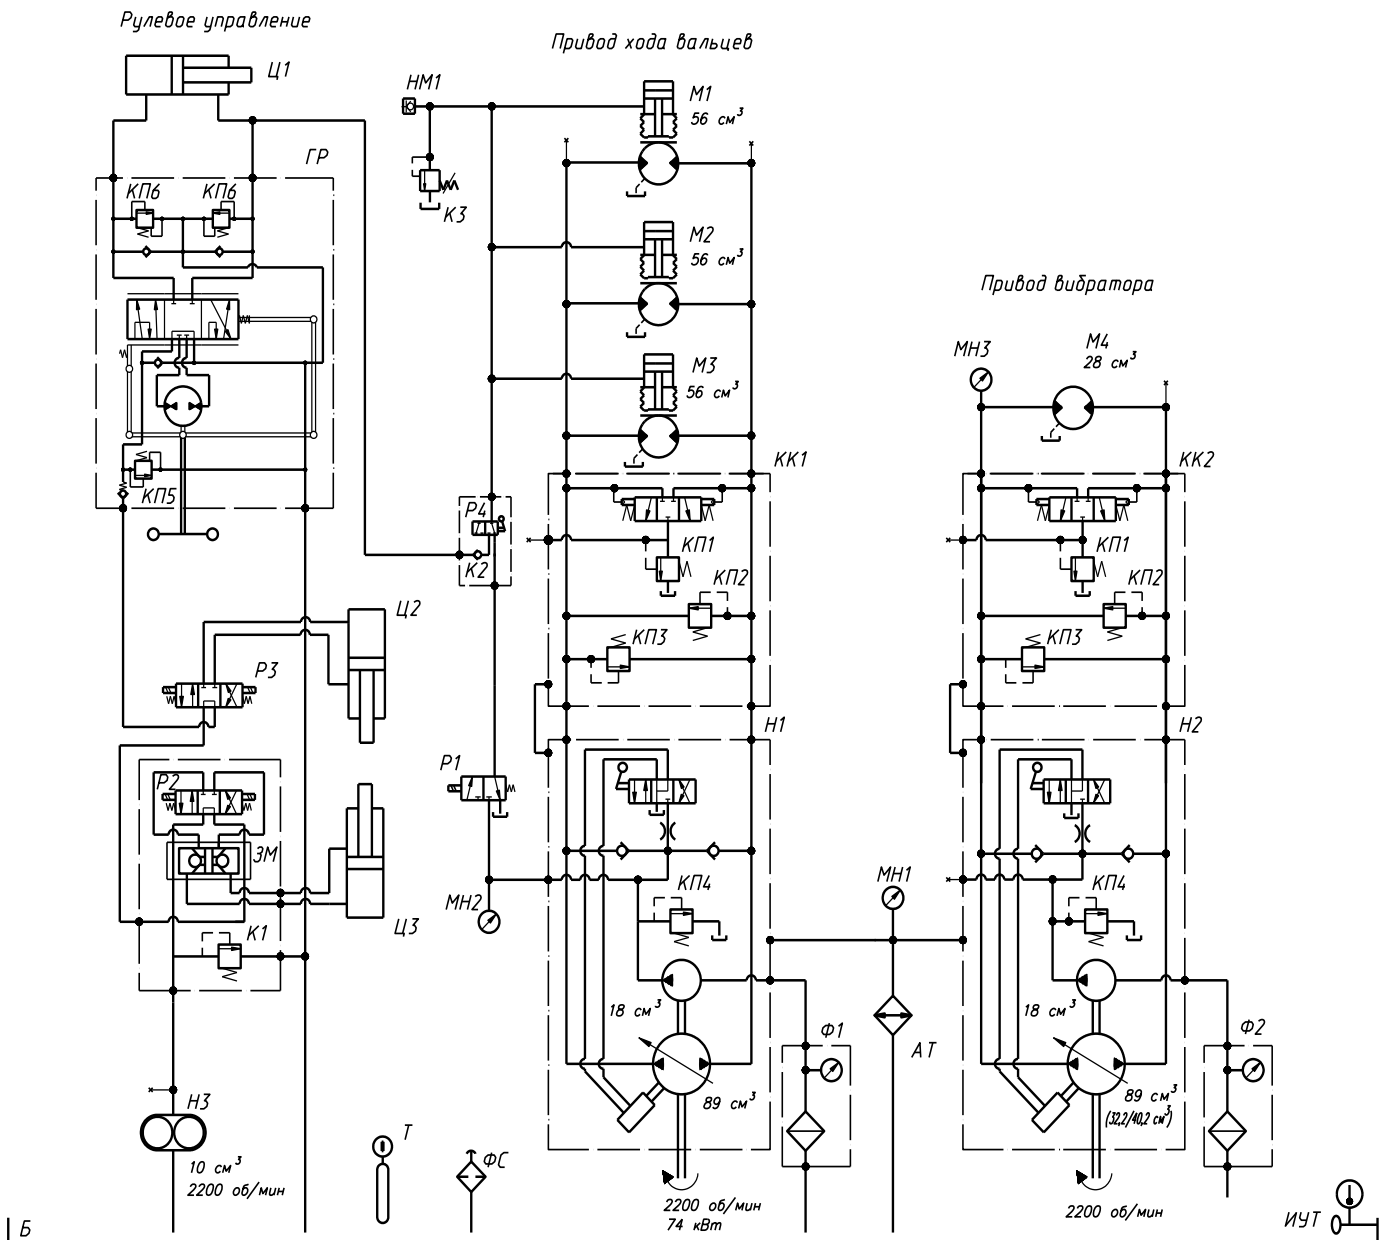 Рулевое управление
Привод хода вальцев
Ц1
НМ1
М1
56 см³
ГР
КП6
КП6
К3
М2
56 см³
Привод вибратора
МН3
М4
28 см³
М3
56 см³
КК1
КК2
КП5
Р4
К2
КП1
КП1
КП2
КП2
Ц2
КП3
КП3
Р3
Н1
Н2
Р1
Р2
ЗМ
МН2
КП4
МН1
КП4
Ц3
К1
18 см³
18 см³
Ф1
АТ
Ф2
Н3
89 см³
89 см³
(32,2/40,2 см³)
Т
ФС
10 см³
2200 об/мин
2200 об/мин
74 кВт
2200 об/мин
Б
ИУТ